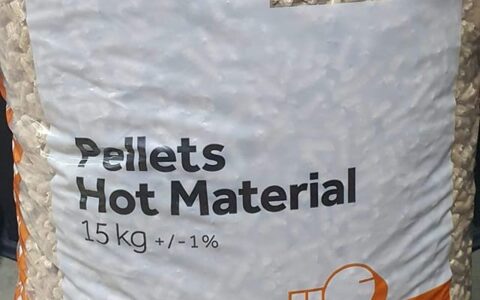 Pellets
Hot Material
15 kg +/-1%